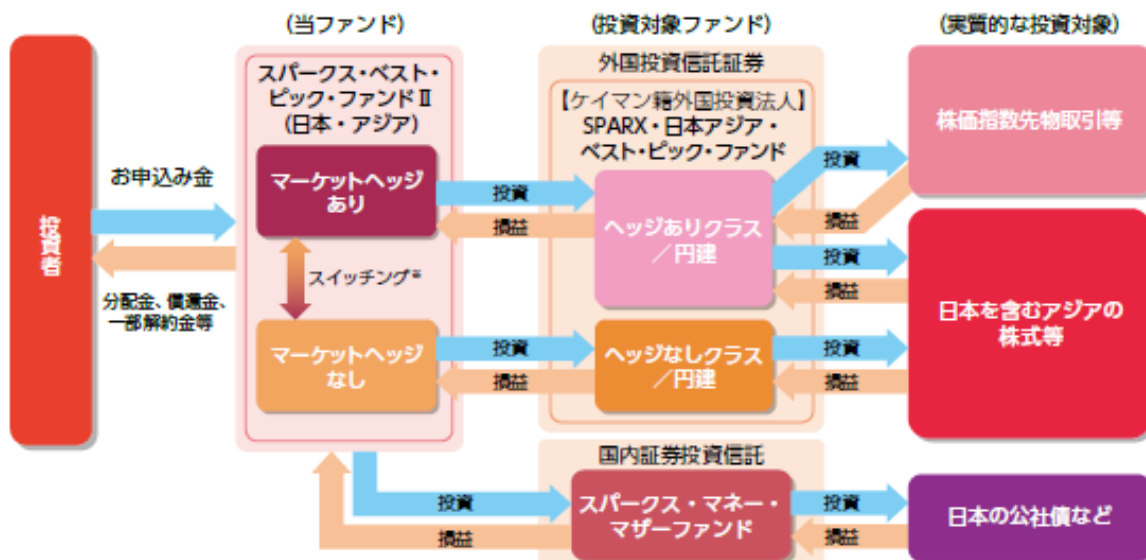 (当ファンド)
(投資対象ファンド)
(実質的な投資対象)
投資者
お申込み金
分配金、償還金、
一部解約金等
スパークス・ベスト・
ピック・ファンドⅡ
(日本・アジア)
マーケットヘッジ
あり
スイッチング※
マーケットヘッジ
なし
投資
損益
投資
損益
外国投資信託証券
【ケイマン籍外国投資法人】
SPARX・日本アジア・
ベスト・ピック・ファンド
ヘッジありクラス
／円建
ヘッジなしクラス
／円建
投資
損益
投資
損益
投資
損益
株価指数先物取引等
日本を含むアジアの
株式等
投資
損益
国内証券投資信託
スパークス・マネー・
マザーファンド
投資
損益
日本の公社債など